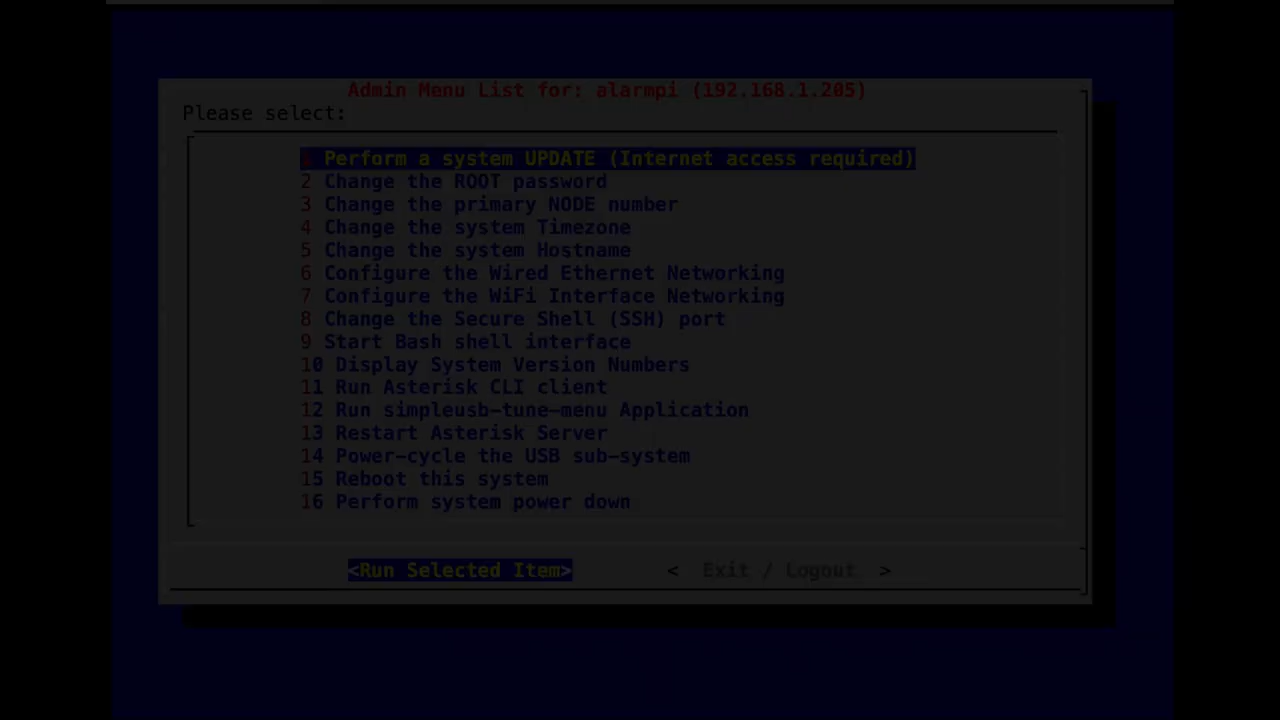 Admin Menu List for: alarmpi (192.168.1.205)
Please select:
1 Perform a system UPDATE (Internet access required)
2 Change the ROOT password
3 Change the primary NODE number
4 Change the system Timezone
5 Change the system Hostname
6 Configure the Wired Ethernet Networking
7 Configure the WiFi Interface Networking
8 Change the Secure Shell (SSH) port
9 Start Bash shell interface
10 Display System Version Numbers
11 Run Asterisk CLI client
12 Run simpleusb-tune-menu Application
13 Restart Asterisk Server
14 Power-cycle the USB sub-system
15 Reboot this system
16 Perform system power down
<Run Selected Item> < Exit / Logout >